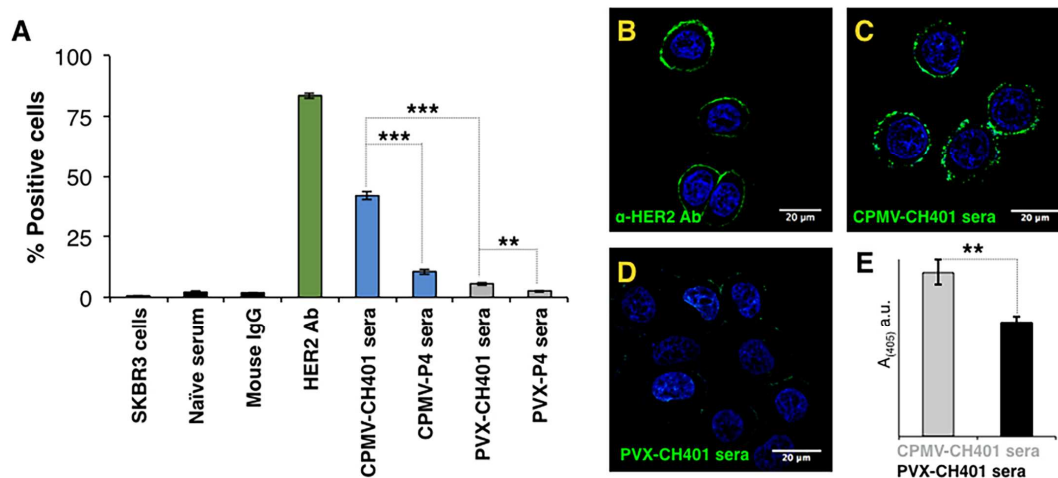 A
% Positive cells
100
75
50
25
0
***
***
**
SKBR3 cells
Naïve serum
Mouse IgG
HER2 Ab
CPMV-CH401 sera
CPMV-P4 sera
PVX-CH401 sera
PVX-P4 sera
B
20 µm
α-HER2 Ab
C
20 µm
CPMV-CH401 sera
D
20 µm
PVX-CH401 sera
E
**
A(405) a.u.
CPMV-CH401 sera
PVX-CH401 sera